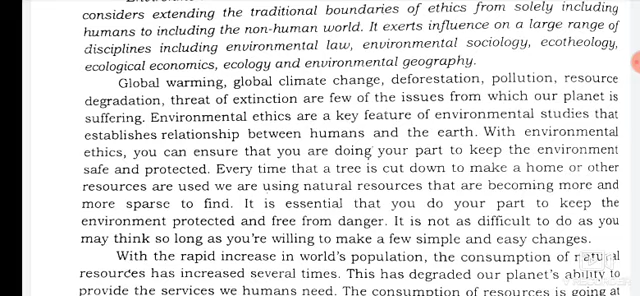 considers extending the traditional boundaries of ethics from solely including
humans to including the non-human world. It exerts influence on a large range of
disciplines including environmental law, environmental sociology, ecotheology,
ecological economics, ecology and environmental geography.
Global warming, global climate change, deforestation, pollution, resource
degradation, threat of extinction are few of the issues from which our planet is
suffering. Environmental ethics are a key feature of environmental studies that
establishes relationship between humans and the earth. With environmental
ethics, you can ensure that you are doing your part to keep the environment
safe and protected. Every time that a tree is cut down to make a home or other
resources are used we are using natural resources that are becoming more and
more sparse to find. It is essential that you do your part to keep the
environment protected and free from danger. It is not as difficult to do as you
may think so long as you're willing to make a few simple and easy changes.
With the rapid increase in world's population, the consumption of natural
resources has increased several times. This has degraded our planet's ability to
provide the services we humans need. The consumption of resources is going at